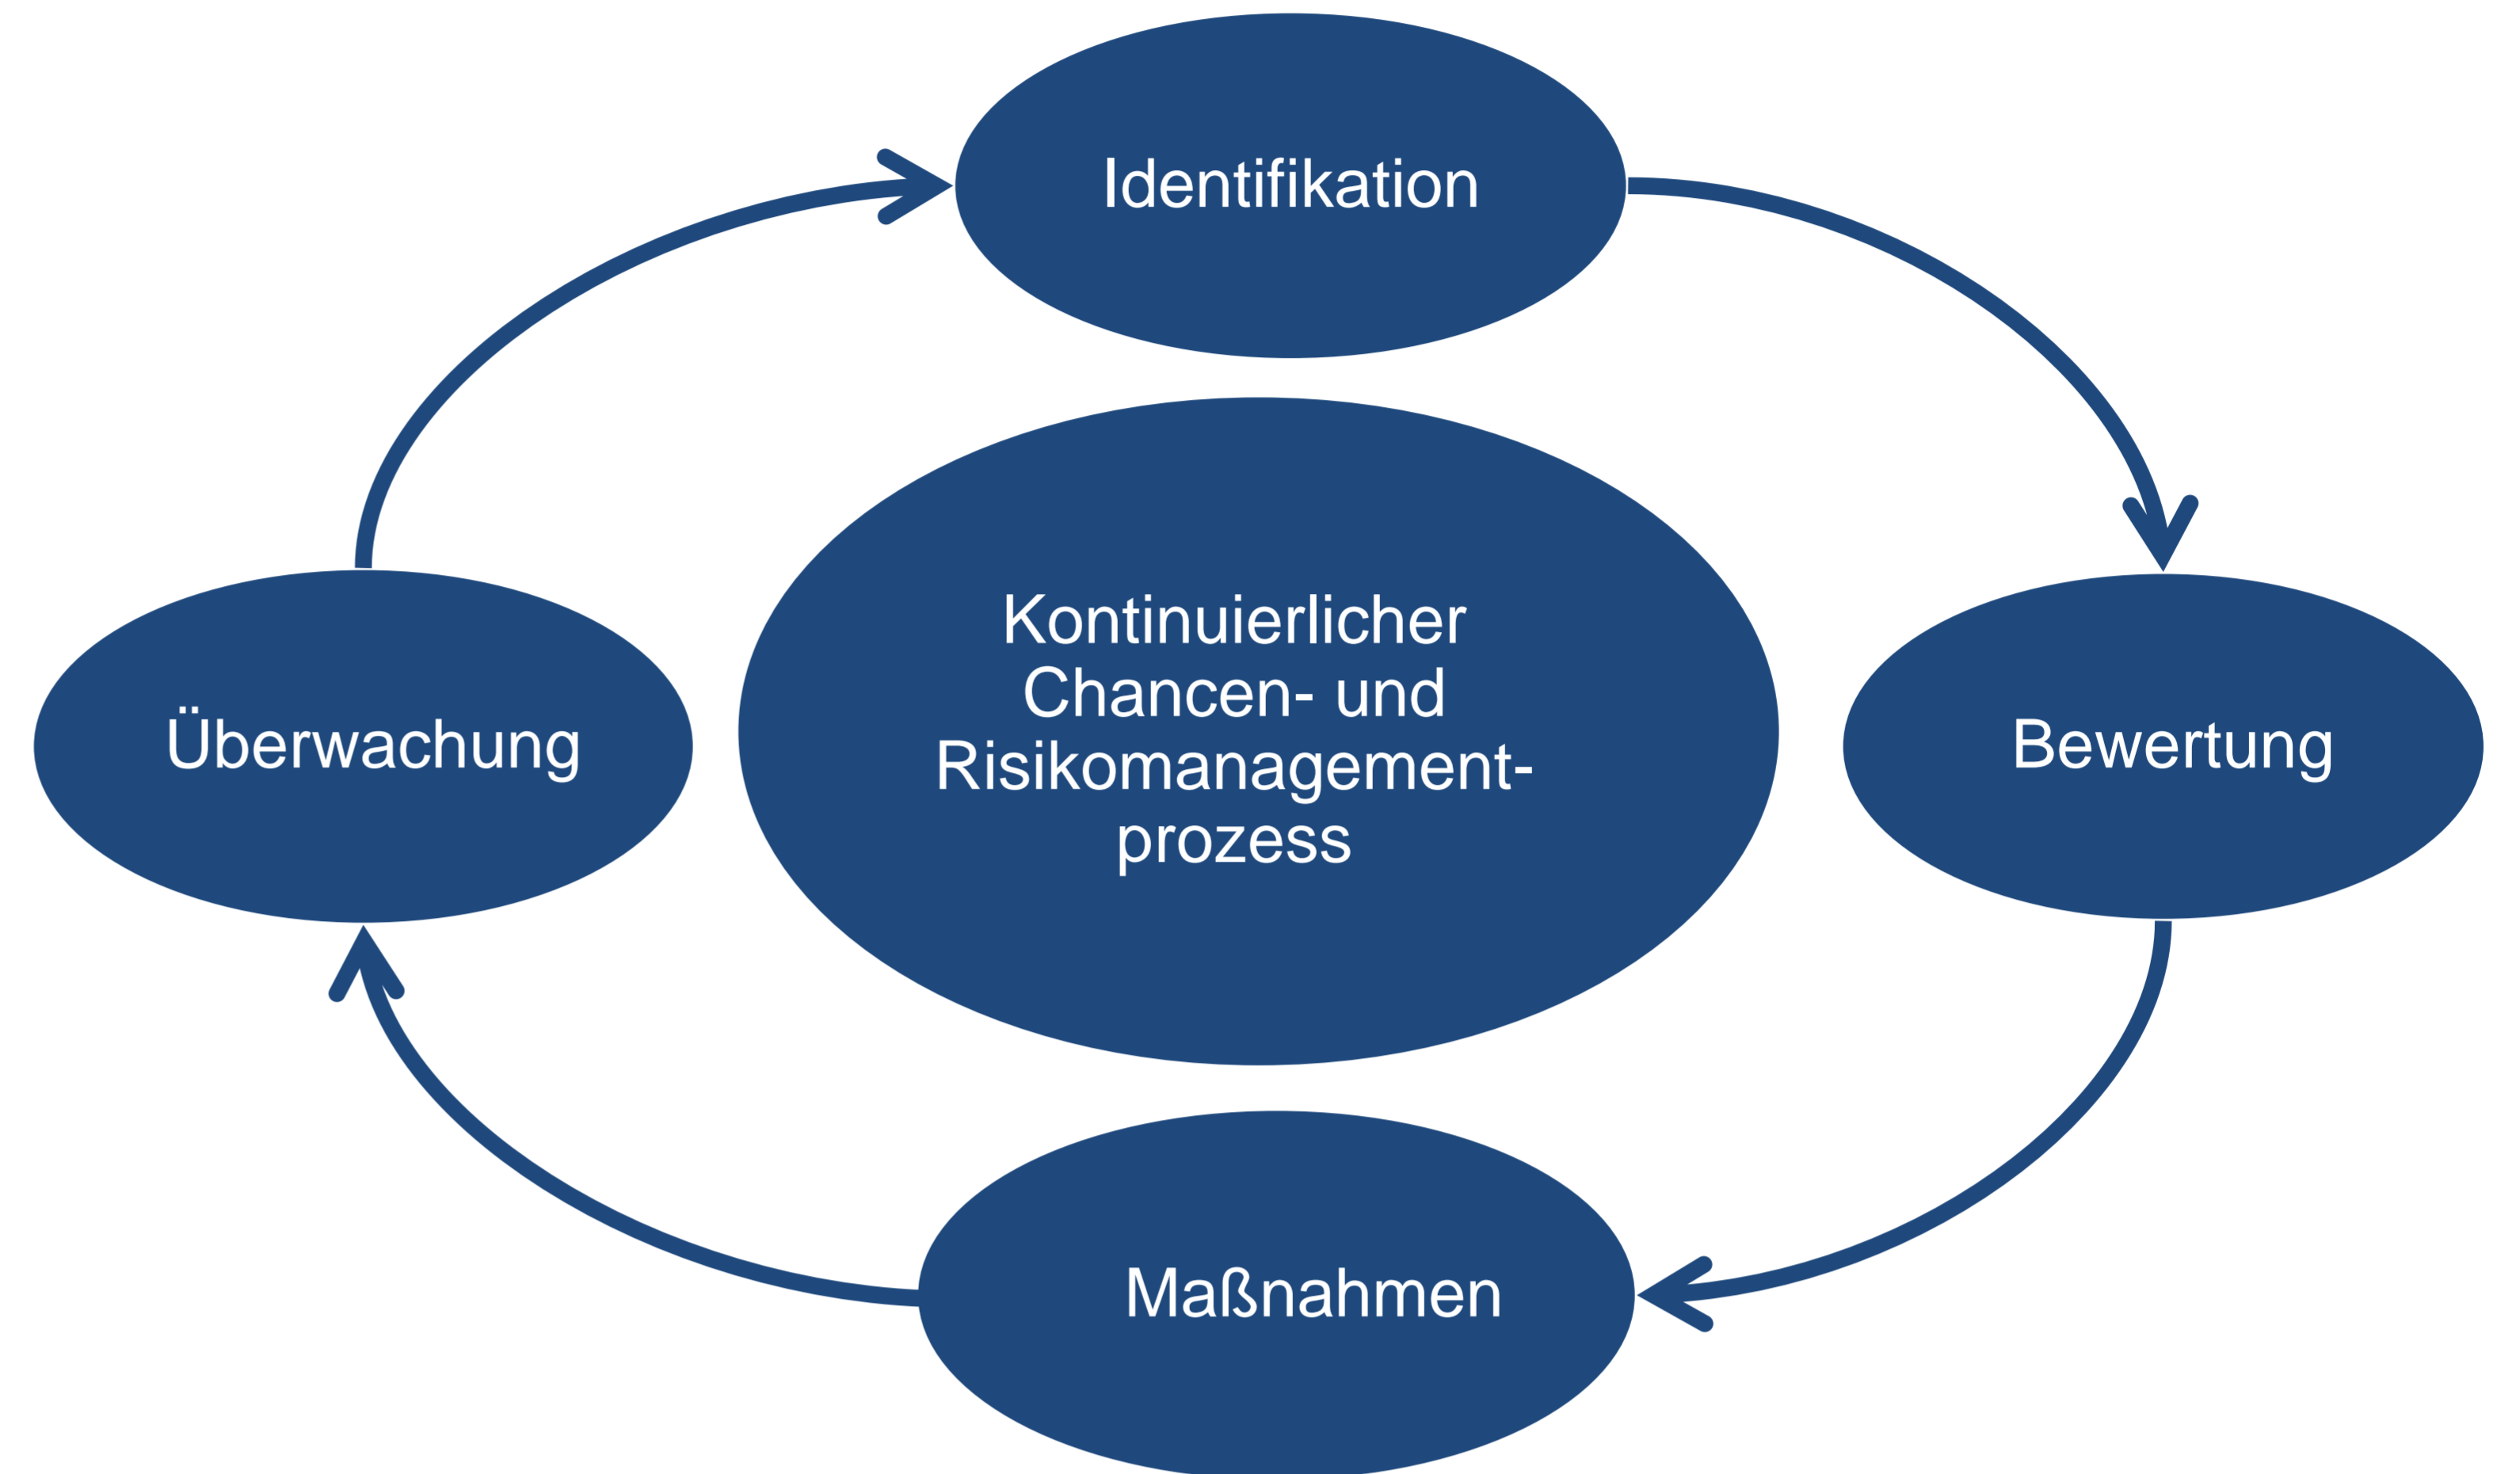 Identifikation
Kontinuierlicher
Chancen- und
Risikomanagement-
prozess
Überwachung
Bewertung
Maßnahmen